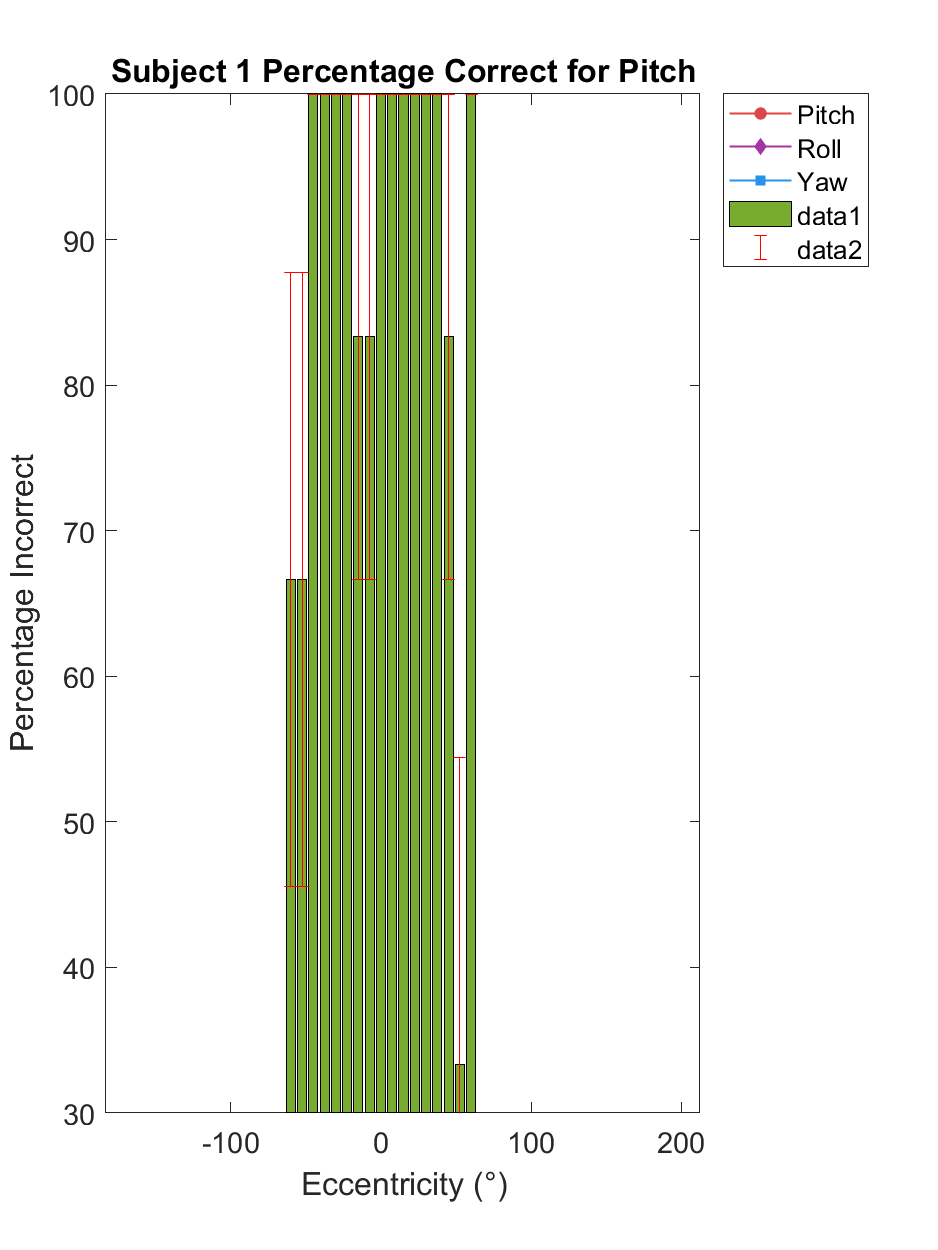 Subject 1 Percentage Correct for Pitch
100
90
80
70
60
50
40
30
Percentage Incorrect
-100
0
100
200
Eccentricity (°)
Pitch
Roll
Yaw
data1
data2